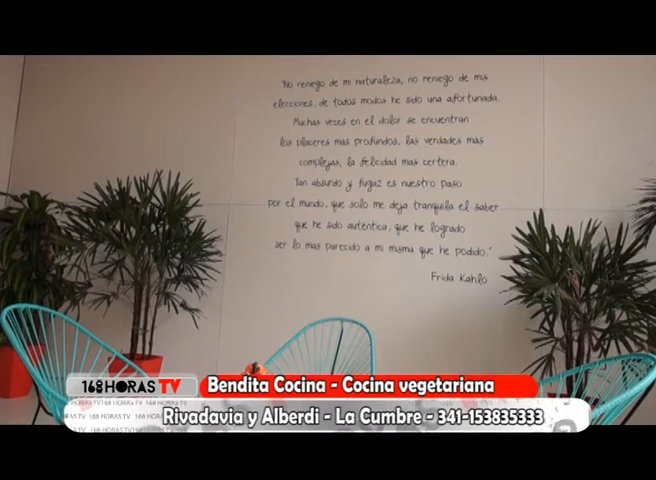 "No reniego de mi naturaleza, no reniego de mis
elecciones, de todos modos he sido una afortunada.
Muchas veces en el dolor se encuentran
los placeres mas profundos, las verdades mas
complejas, la felicidad mas certera.
Tan absurdo y fugaz es nuestro paso
por el mundo, que solo me deja tranquila el saber
que he sido autentica, que he logrado
ser lo mas parecido a mi misma que he podido."
Frida Kahlo
168 HORAS TV
Bendita Cocina - Cocina vegetariana
Rivadavia y Alberdi - La Cumbre - 341-153835333